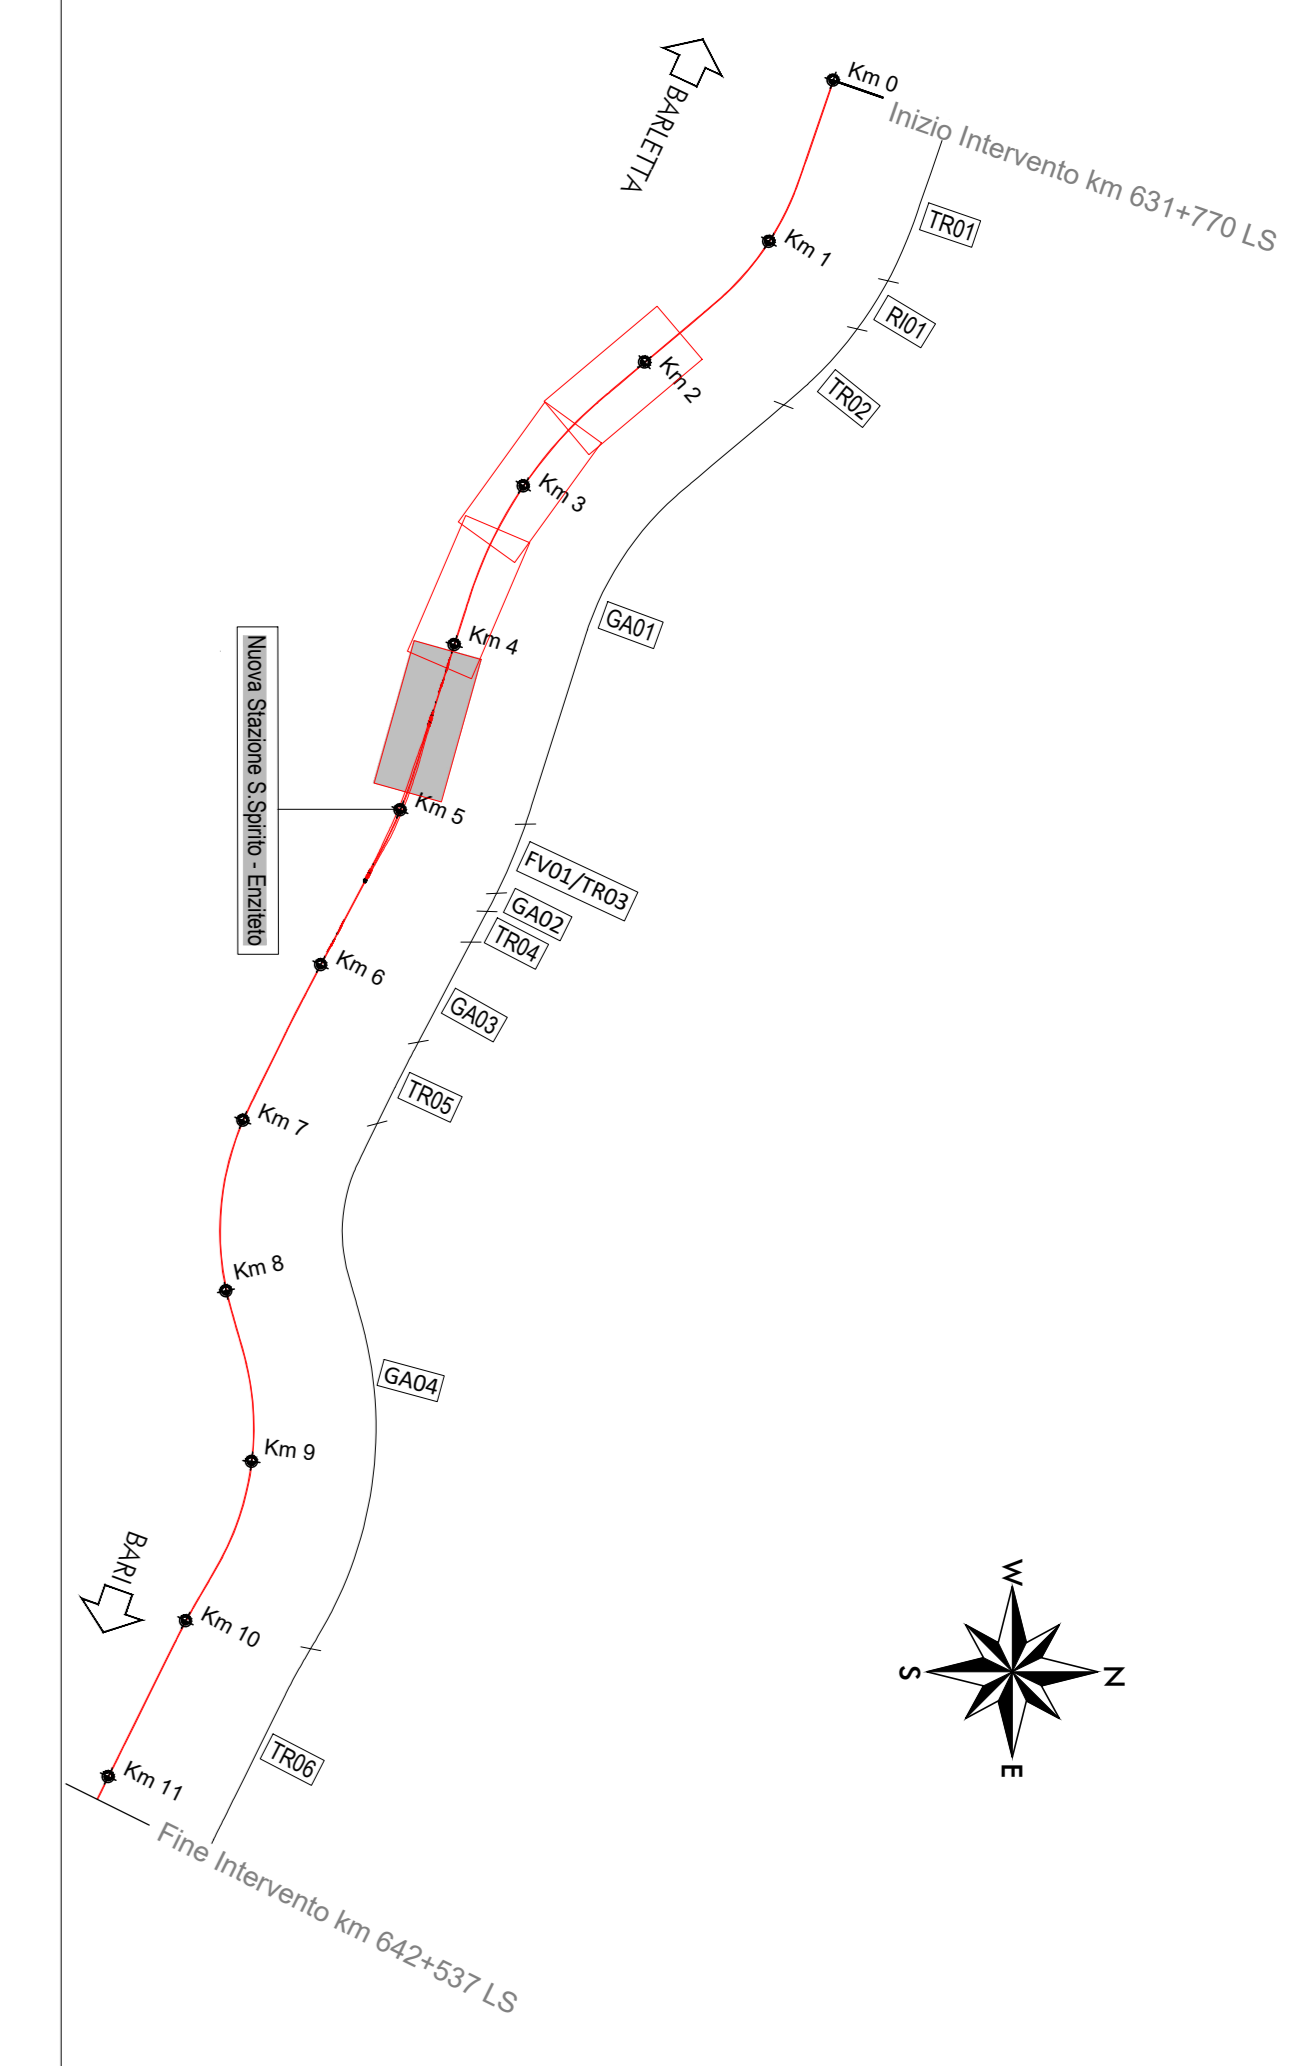 BARLETTA
Km 0
Inizio Intervento km 631+770 LS
TR01
Km 1
RI01
Km 2
TR02
Km 3
GA01
Km 4
Nuova Stazione S.Spirito - Enziteto
Km 5
FV01/TR03
GA02
TR04
Km 6
GA03
TR05
Km 7
Km 8
GA04
Km 9
BARI
Km 10
W
S
N
E
TR06
Km 11
Fine Intervento km 642+537 LS